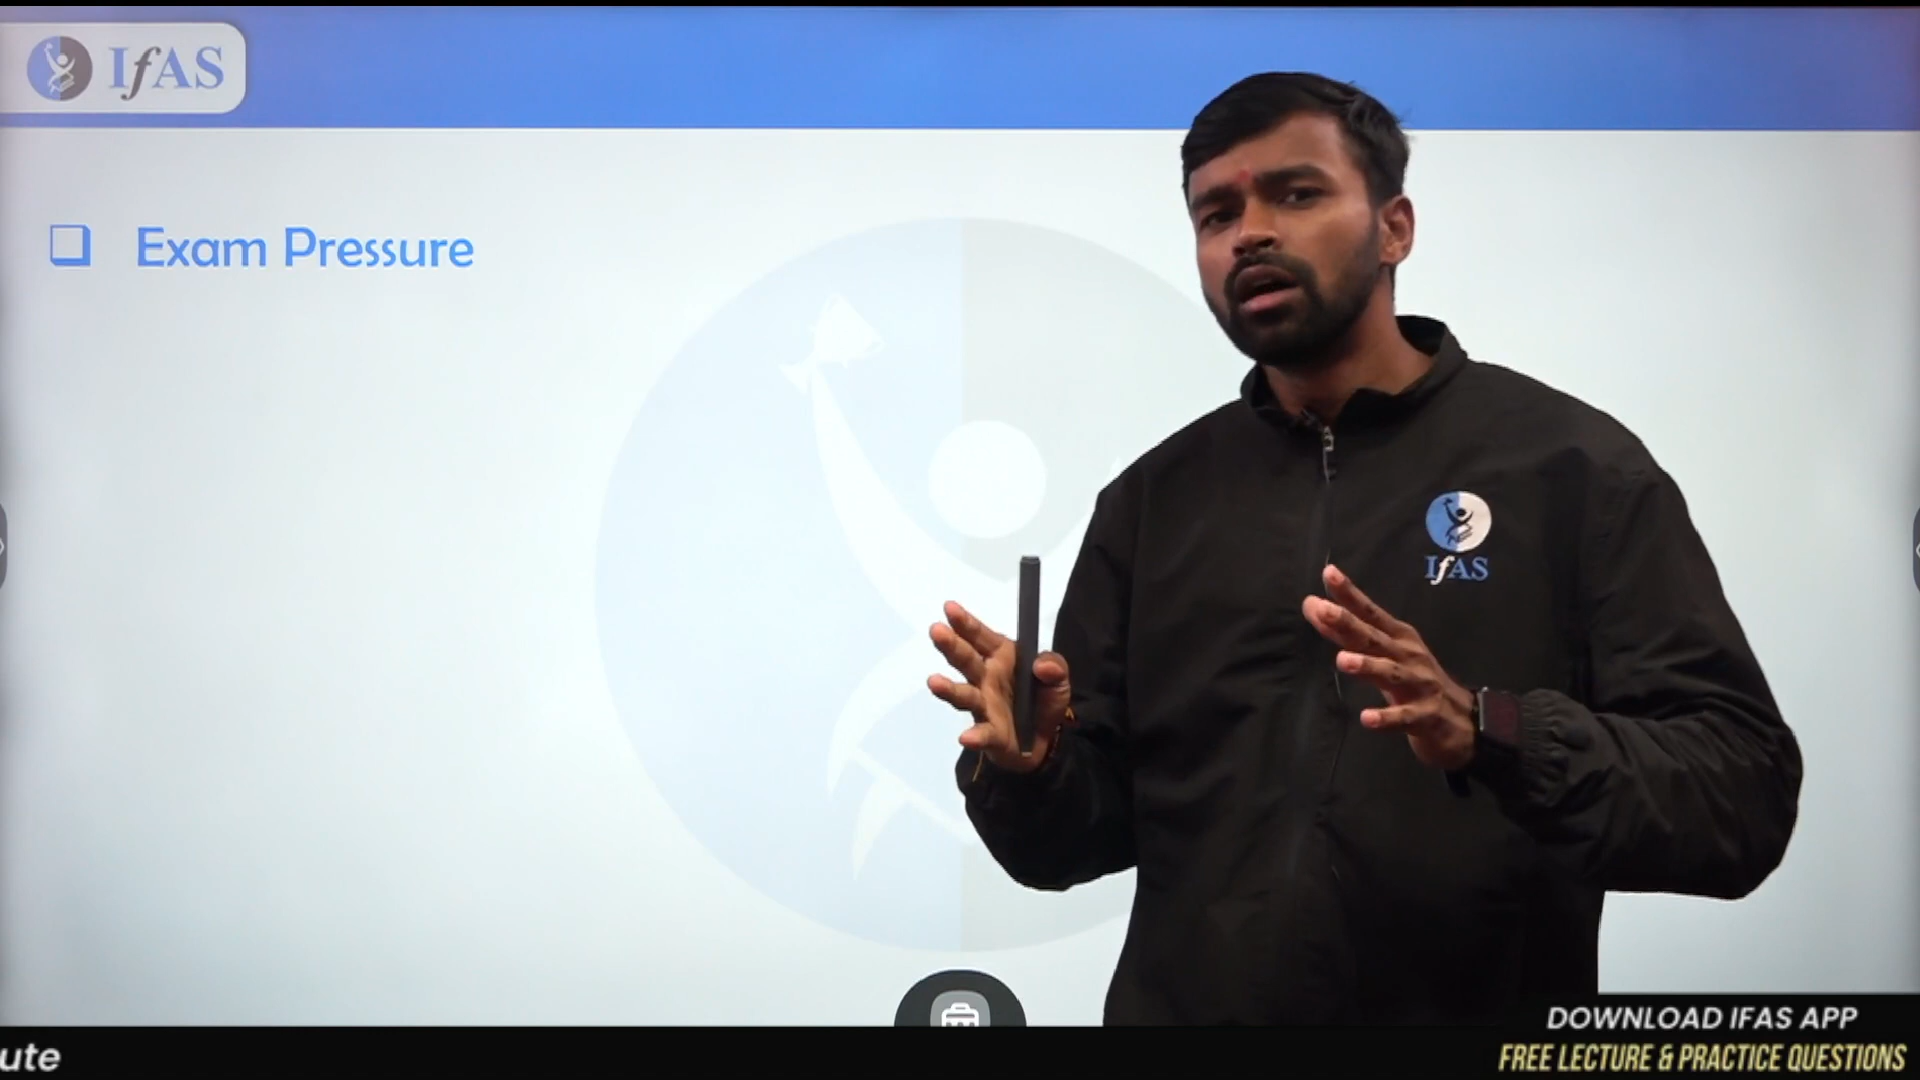 IfAS
Exam Pressure
IfAS
DOWNLOAD IFAS APP
ute
FREE LECTURE & PRACTICE QUESTIONS